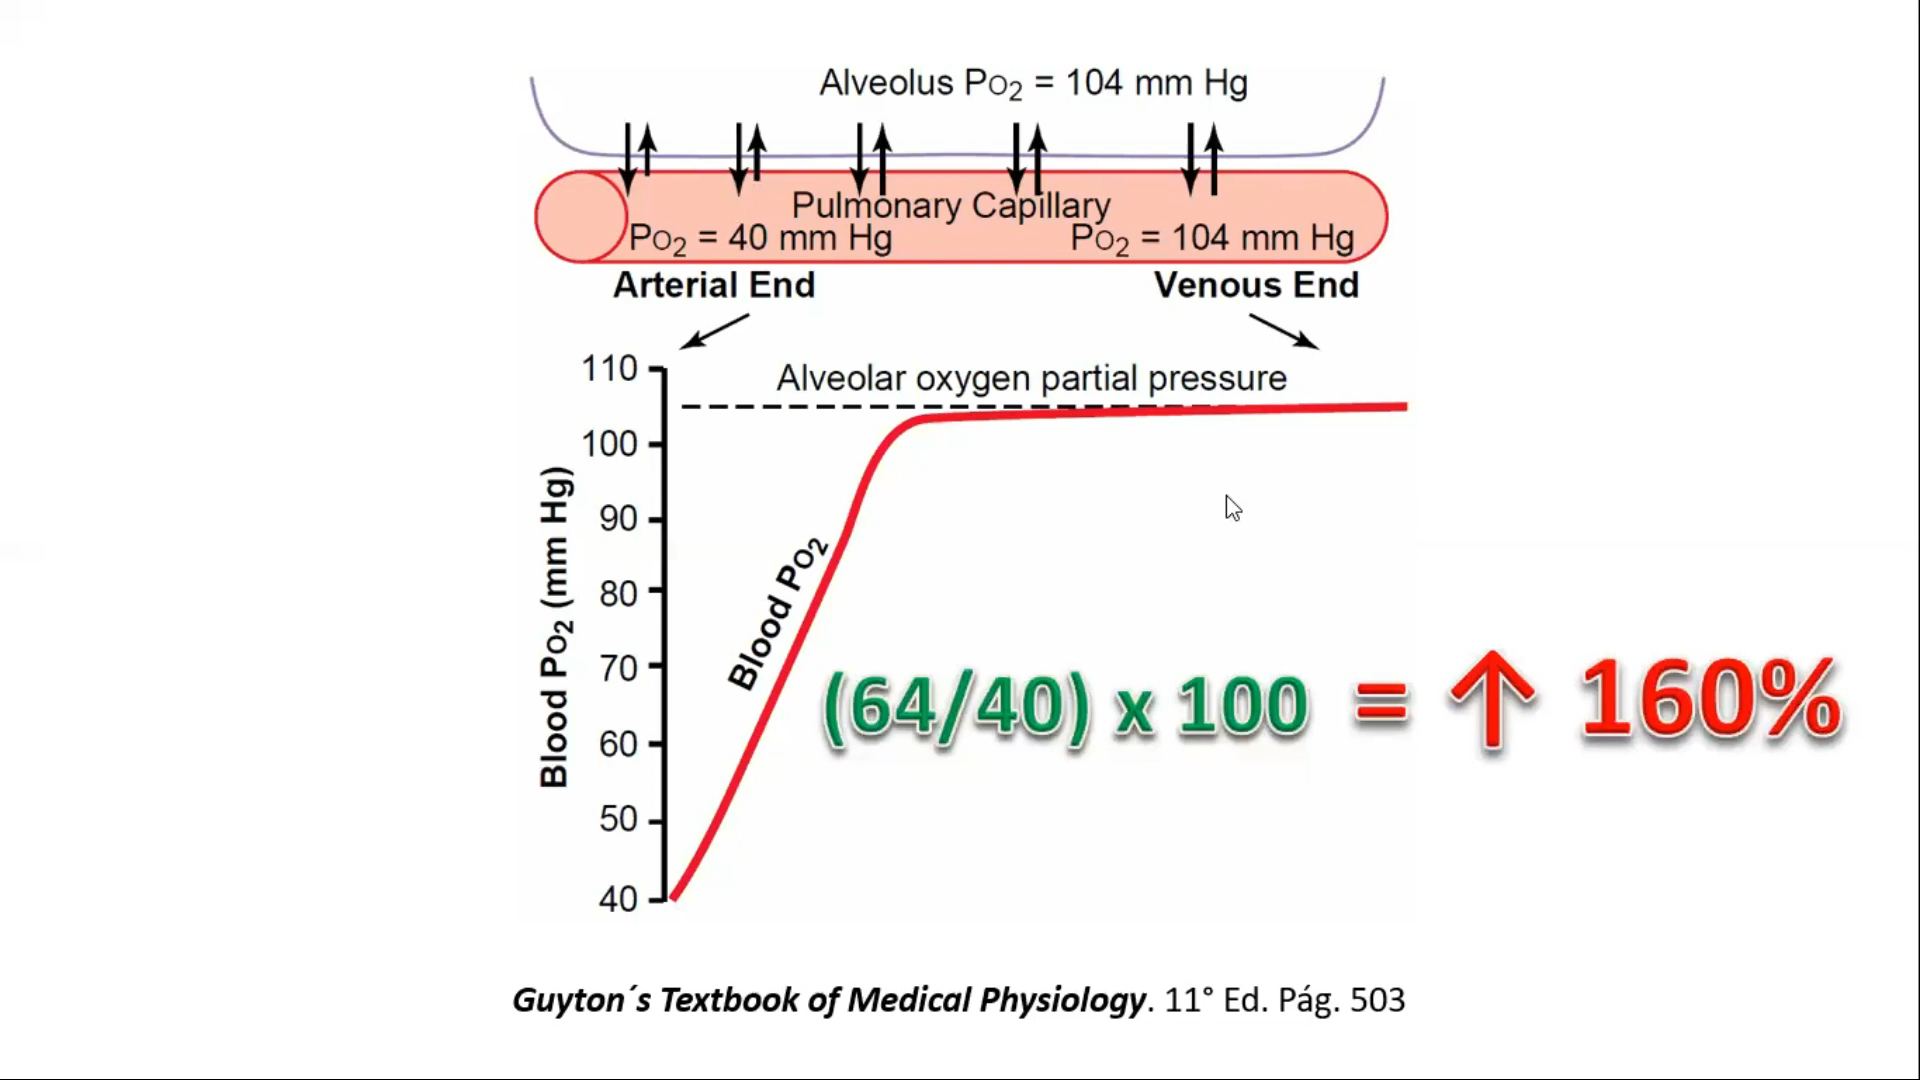 Alveolus PO₂ = 104 mm Hg
Pulmonary Capillary
PO₂ = 40 mm Hg
PO₂ = 104 mm Hg
Arterial End
Venous End
Alveolar oxygen partial pressure
110
100
90
80
70
60
50
40
Blood PO₂ (mm Hg)
Blood PO₂
(64/40) x 100 = ↑ 160%
Guyton´s Textbook of Medical Physiology. 11° Ed. Pág. 503